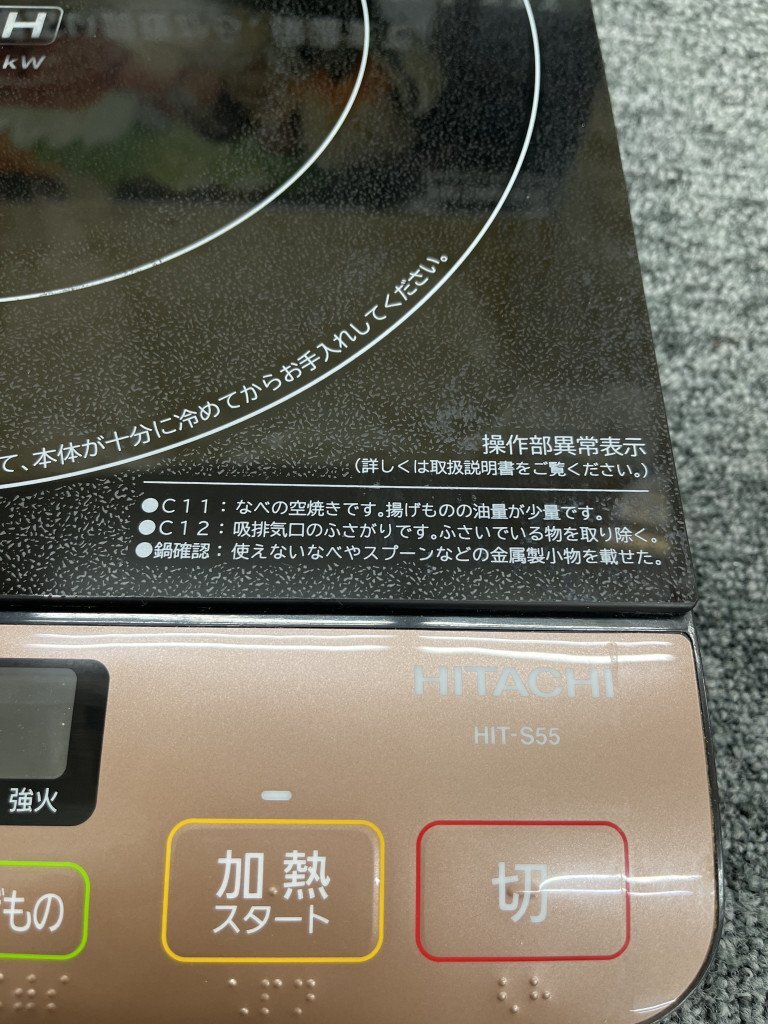 H
kW
て、本体が十分に冷めてからお手入れしてください。
操作部異常表示
(詳しくは取扱説明書をご覧ください。)
●C11：なべの空焼きです。揚げものの油量が少量です。
●C12：吸排気口のふさがりです。ふさいでいる物を取り除く。
●鍋確認：使えないなべやスプーンなどの金属製小物を載せた。
HITACHI
HIT-S55
強火
加熱
スタート
切
もの